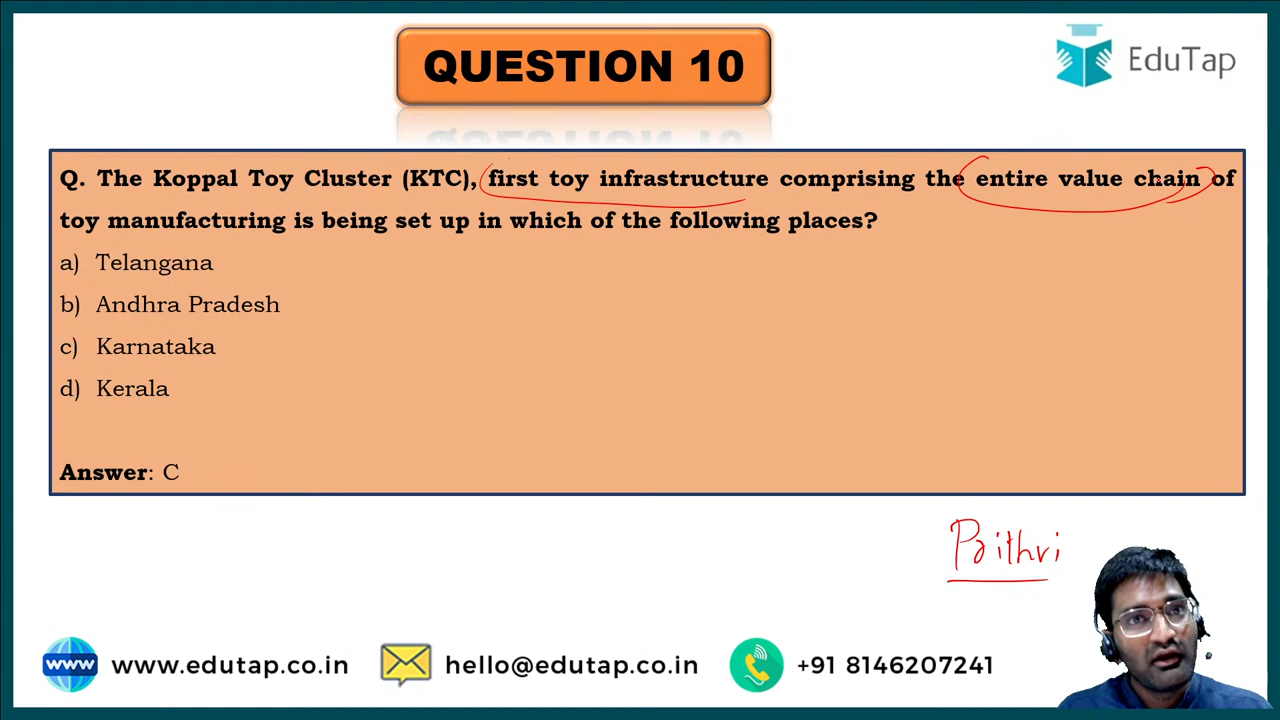 QUESTION 10
EduTap
Q. The Koppal Toy Cluster (KTC), first toy infrastructure comprising the entire value chain of
toy manufacturing is being set up in which of the following places?
a) Telangana
b) Andhra Pradesh
c) Karnataka
d) Kerala
Answer: C
www.edutap.co.in
hello@edutap.co.in
+91 8146207241